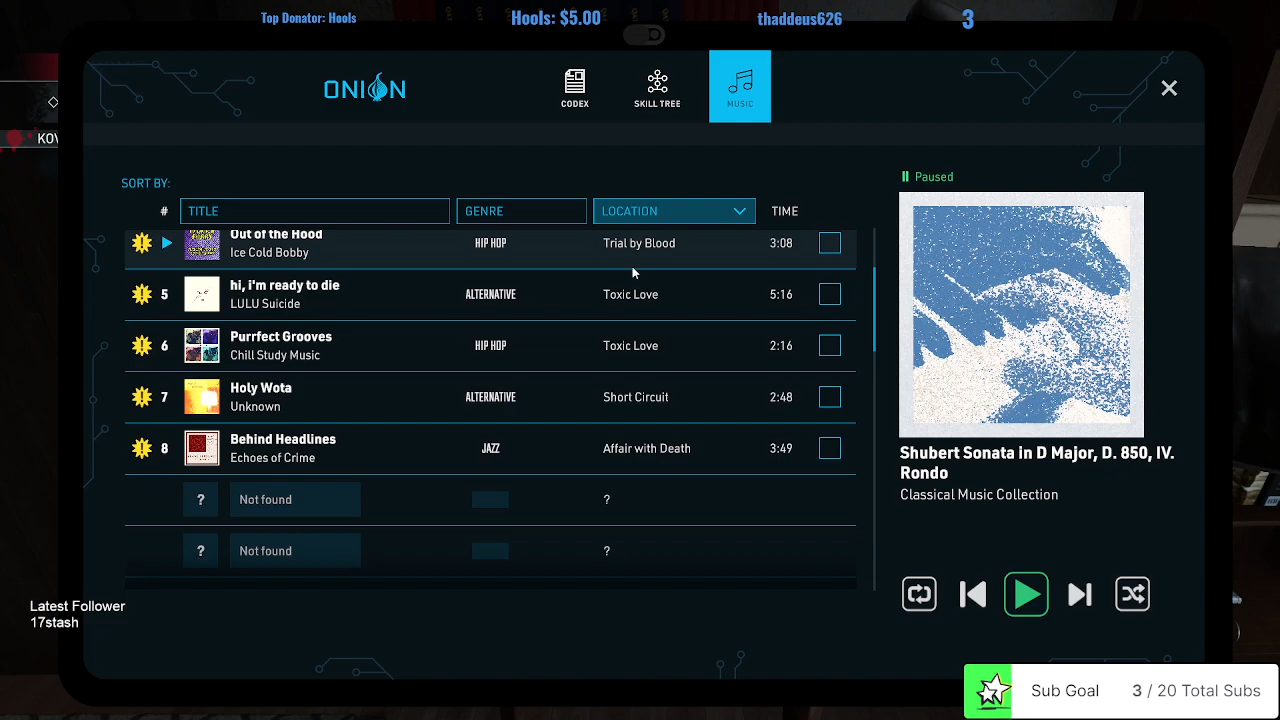 Top Donator: Hools
Hools: $5.00
thaddeus626
3
ONION
CODEX
SKILL TREE
MUSIC
KOV
SORT BY:
# TITLE GENRE LOCATION TIME
Out of the Hood
Ice Cold Bobby
HIP HOP
Trial by Blood
3:08
5
hi, i'm ready to die
LULU Suicide
ALTERNATIVE
Toxic Love
5:16
6
Purrfect Grooves
Chill Study Music
HIP HOP
Toxic Love
2:16
7
Holy Wota
Unknown
ALTERNATIVE
Short Circuit
2:48
8
Behind Headlines
Echoes of Crime
JAZZ
Affair with Death
3:49
? Not found ?
? Not found ?
Paused
Shubert Sonata in D Major, D. 850, IV.
Rondo
Classical Music Collection
Latest Follower
17stash
Sub Goal 3 / 20 Total Subs